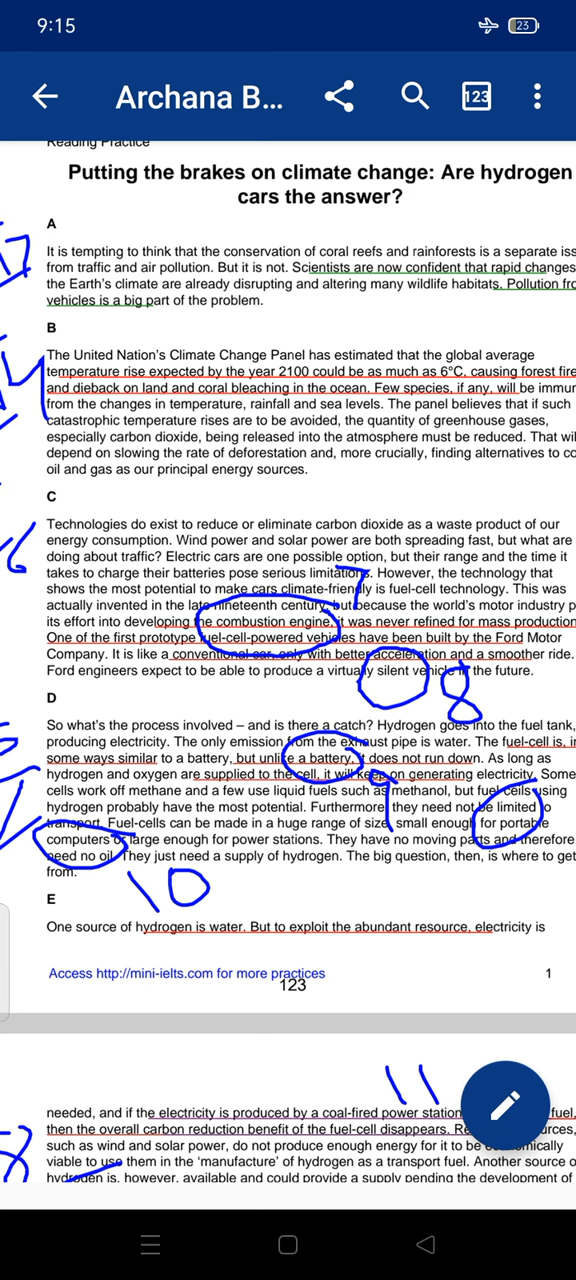 9:15
23
Archana B...
123
Reading Practice
Putting the brakes on climate change: Are hydrogen
cars the answer?
A
17
It is tempting to think that the conservation of coral reefs and rainforests is a separate iss
from traffic and air pollution. But it is not. Scientists are now confident that rapid changes
the Earth's climate are already disrupting and altering many wildlife habitats. Pollution fro
vehicles is a big part of the problem.
B
The United Nation's Climate Change Panel has estimated that the global average
temperature rise expected by the year 2100 could be as much as 6°C, causing forest fire
and dieback on land and coral bleaching in the ocean. Few species, if any, will be immun
from the changes in temperature, rainfall and sea levels. The panel believes that if such
catastrophic temperature rises are to be avoided, the quantity of greenhouse gases,
especially carbon dioxide, being released into the atmosphere must be reduced. That wil
depend on slowing the rate of deforestation and, more crucially, finding alternatives to co
oil and gas as our principal energy sources.
C
Technologies do exist to reduce or eliminate carbon dioxide as a waste product of our
energy consumption. Wind power and solar power are both spreading fast, but what are
doing about traffic? Electric cars are one possible option, but their range and the time it
takes to charge their batteries pose serious limitations. However, the technology that
shows the most potential to make cars climate-friendly is fuel-cell technology. This was
actually invented in the late nineteenth century, but because the world's motor industry p
its effort into developing the combustion engine, it was never refined for mass production
One of the first prototype fuel-cell-powered vehicles have been built by the Ford Motor
Company. It is like a conventional car, only with better acceleration and a smoother ride.
Ford engineers expect to be able to produce a virtually silent vehicle in the future.
7
8
D
So what's the process involved – and is there a catch? Hydrogen goes into the fuel tank,
producing electricity. The only emission from the exhaust pipe is water. The fuel-cell is, in
some ways similar to a battery, but unlike a battery, it does not run down. As long as
hydrogen and oxygen are supplied to the cell, it will keep on generating electricity. Some
cells work off methane and a few use liquid fuels such as methanol, but fuel-cells using
hydrogen probably have the most potential. Furthermore, they need not be limited to
transport. Fuel-cells can be made in a huge range of size, small enough for portable
computers or large enough for power stations. They have no moving parts and therefore
need no oil. They just need a supply of hydrogen. The big question, then, is where to get
from.
9
10
E
One source of hydrogen is water. But to exploit the abundant resource, electricity is
Access http://mini-ielts.com for more practices
1
123
11
needed, and if the electricity is produced by a coal-fired power station fuel,
then the overall carbon reduction benefit of the fuel-cell disappears. Re rces,
such as wind and solar power, do not produce enough energy for it to be economically
viable to use them in the 'manufacture' of hydrogen as a transport fuel. Another source o
hydrogen is, however, available and could provide a supply pending the development of